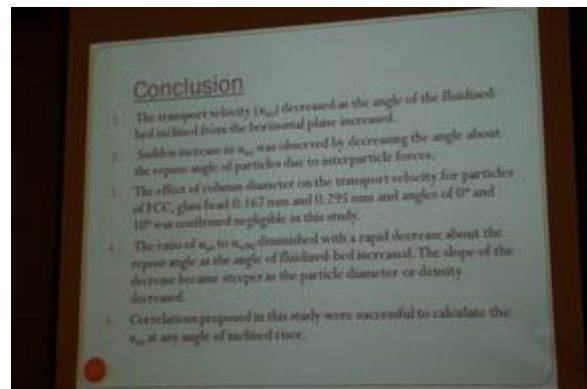 Conclusion
1. The transport velocity (u) decreased as the angle of the fluidized-
bed inclined from the horizontal plane increased.
2. Sudden increase in u was observed by decreasing the angle about
the repose angle of particles due to interparticle forces.
3. The effect of column diameter on the transport velocity for particles
of FCC, glass bead 0.167 mm and 0.295 mm and angles of 0° and
10° was confirmed negligible in this study.
4. The ratio of u to u diminished with a rapid decrease about the
repose angle as the angle of fluidized-bed increased. The slope of the
decrease became steeper as the particle diameter or density
decreased.
5. Correlations proposed in this study were successful to calculate the
u at any angle of inclined riser.